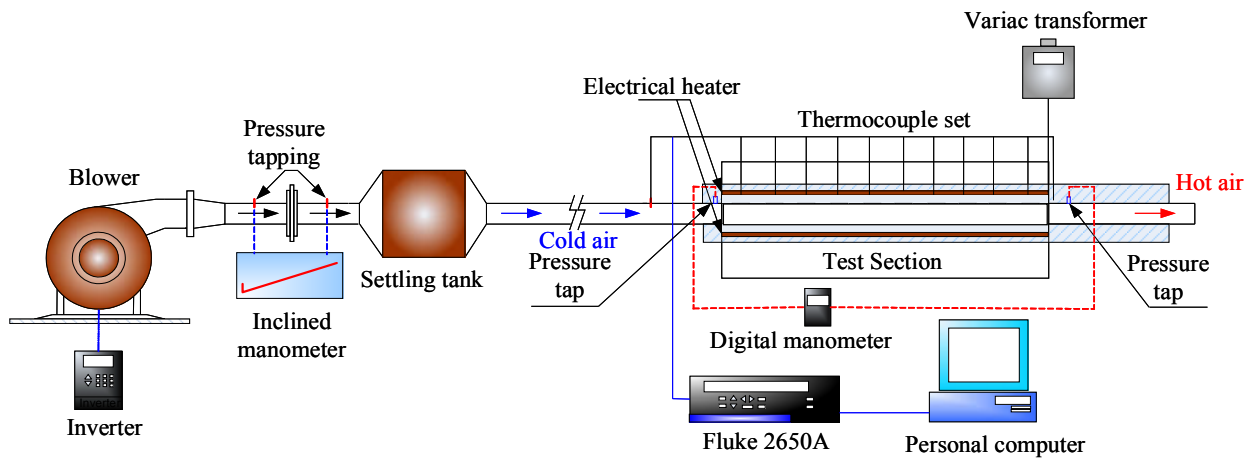 Variac transformer
Electrical heater
Thermocouple set
Pressure
tapping
Blower
Hot air
Cold air
Settling tank
Pressure
tap
Test Section
Pressure
tap
Inclined
manometer
Digital manometer
Inverter
Inverter
Fluke 2650A
Personal computer